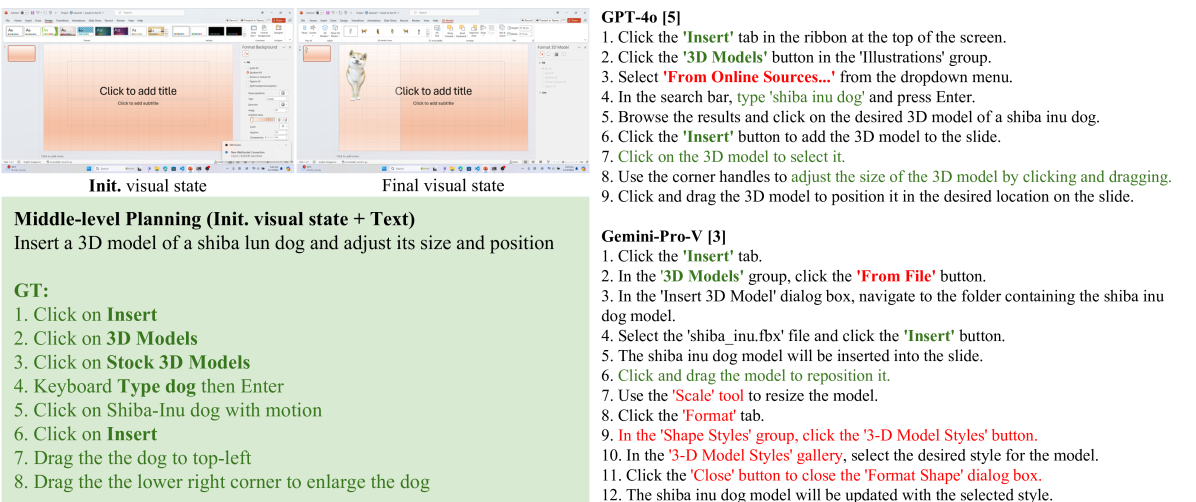 Click to add title
Click to add subtitle
Format Background
Click to add title
Click to add subtitle
Format 3D Model
Init. visual state
Final visual state
Middle-level Planning (Init. visual state + Text)
Insert a 3D model of a shiba lun dog and adjust its size and position
GT:
1. Click on Insert
2. Click on 3D Models
3. Click on Stock 3D Models
4. Keyboard Type dog then Enter
5. Click on Shiba-Inu dog with motion
6. Click on Insert
7. Drag the the dog to top-left
8. Drag the the lower right corner to enlarge the dog
GPT-4o [5]
1. Click the 'Insert' tab in the ribbon at the top of the screen.
2. Click the '3D Models' button in the 'Illustrations' group.
3. Select 'From Online Sources...' from the dropdown menu.
4. In the search bar, type 'shiba inu dog' and press Enter.
5. Browse the results and click on the desired 3D model of a shiba inu dog.
6. Click the 'Insert' button to add the 3D model to the slide.
7. Click on the 3D model to select it.
8. Use the corner handles to adjust the size of the 3D model by clicking and dragging.
9. Click and drag the 3D model to position it in the desired location on the slide.
Gemini-Pro-V [3]
1. Click the 'Insert' tab.
2. In the '3D Models' group, click the 'From File' button.
3. In the 'Insert 3D Model' dialog box, navigate to the folder containing the shiba inu
dog model.
4. Select the 'shiba_inu.fbx' file and click the 'Insert' button.
5. The shiba inu dog model will be inserted into the slide.
6. Click and drag the model to reposition it.
7. Use the 'Scale' tool to resize the model.
8. Click the 'Format' tab.
9. In the 'Shape Styles' group, click the '3-D Model Styles' button.
10. In the '3-D Model Styles' gallery, select the desired style for the model.
11. Click the 'Close' button to close the 'Format Shape' dialog box.
12. The shiba inu dog model will be updated with the selected style.